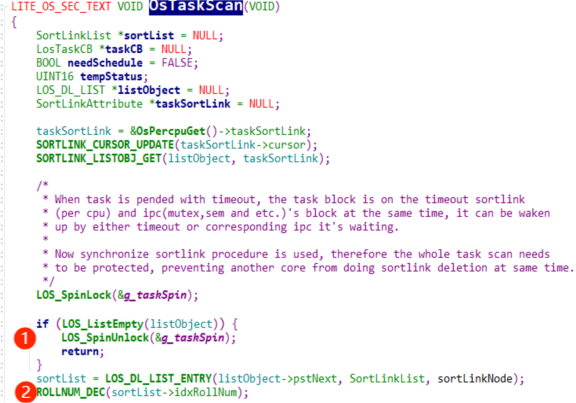 LITE_OS_SEC_TEXT VOID OsTaskScan(VOID)
{
    SortLinkList *sortList = NULL;
    LosTaskCB *taskCB = NULL;
    BOOL needSchedule = FALSE;
    UINT16 tempStatus;
    LOS_DL_LIST *listObject = NULL;
    SortLinkAttribute *taskSortLink = NULL;

    taskSortLink = &OsPercpuGet()->taskSortLink;
    SORTLINK_CURSOR_UPDATE(taskSortLink->cursor);
    SORTLINK_LISTOBJ_GET(listObject, taskSortLink);

    /*
     * When task is pended with timeout, the task block is on the timeout sortlink
     * (per cpu) and ipc(mutex,sem and etc.)'s block at the same time, it can be waken
     * up by either timeout or corresponding ipc it's waiting.
     *
     * Now synchronize sortlink procedure is used, therefore the whole task scan needs
     * to be protected, preventing another core from doing sortlink deletion at same time.
     */
    LOS_SpinLock(&g_taskSpin);

    if (LOS_ListEmpty(listObject)) {
1       LOS_SpinUnlock(&g_taskSpin);
        return;
    }
    sortList = LOS_DL_LIST_ENTRY(listObject->pstNext, SortLinkList, sortLinkNode);
2   ROLLNUM_DEC(sortList->idxRollNum);